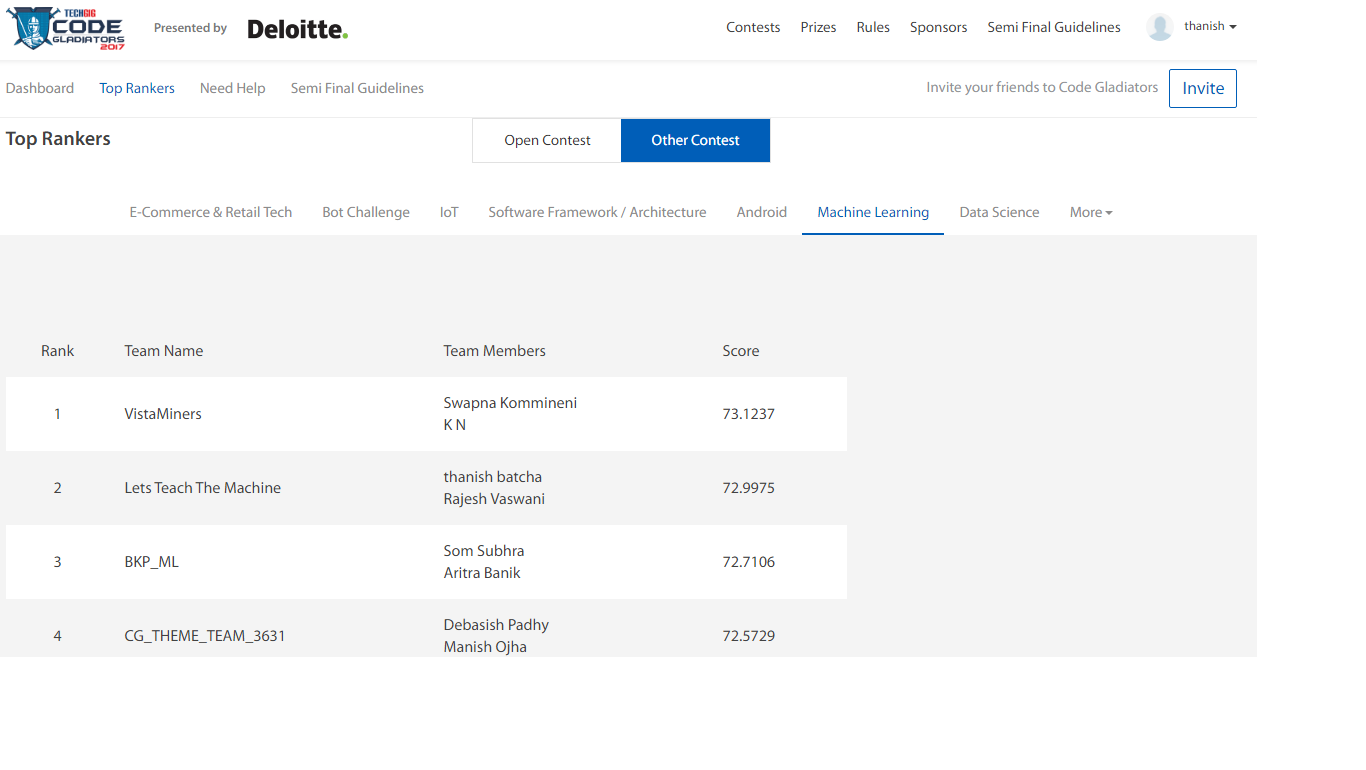 TECHGIG
CODE
GLADIATORS
2017
Presented by
Deloitte.
Contests Prizes Rules Sponsors Semi Final Guidelines thanish
Dashboard Top Rankers Need Help Semi Final Guidelines Invite your friends to Code Gladiators Invite
Top Rankers
Open Contest Other Contest
E-Commerce & Retail Tech Bot Challenge IoT Software Framework / Architecture Android Machine Learning Data Science More
Rank Team Name Team Members Score
1 VistaMiners Swapna Kommineni 73.1237
K N
2 Lets Teach The Machine thanish batcha 72.9975
Rajesh Vaswani
3 BKP_ML Som Subhra 72.7106
Aritra Banik
4 CG_THEME_TEAM_3631 Debasish Padhy 72.5729
Manish Ojha